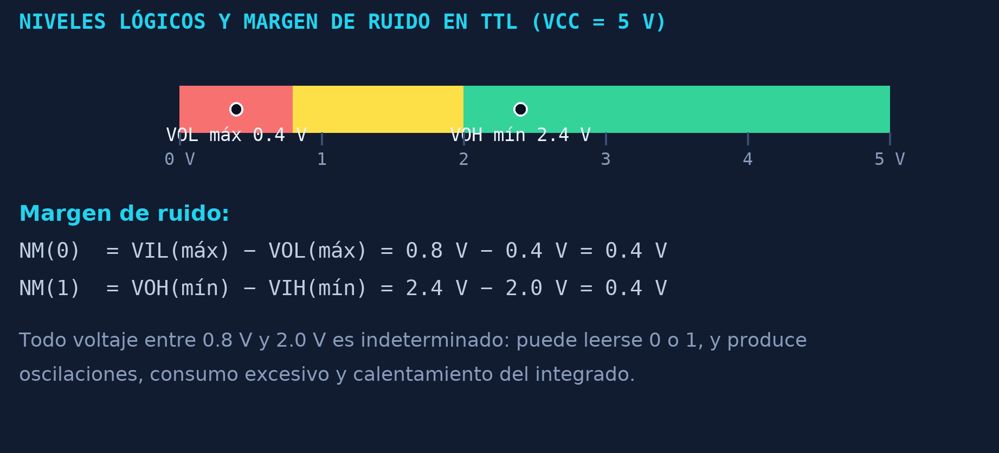 NIVELES LÓGICOS Y MARGEN DE RUIDO EN TTL (VCC = 5 V)
VOL máx 0.4 V VOH mín 2.4 V
0 V 1 2 3 4 5 V
Margen de ruido:
NM(0) = VIL(máx) − VOL(máx) = 0.8 V − 0.4 V = 0.4 V
NM(1) = VOH(mín) − VIH(mín) = 2.4 V − 2.0 V = 0.4 V
Todo voltaje entre 0.8 V y 2.0 V es indeterminado: puede leerse 0 o 1, y produce
oscilaciones, consumo excesivo y calentamiento del integrado.